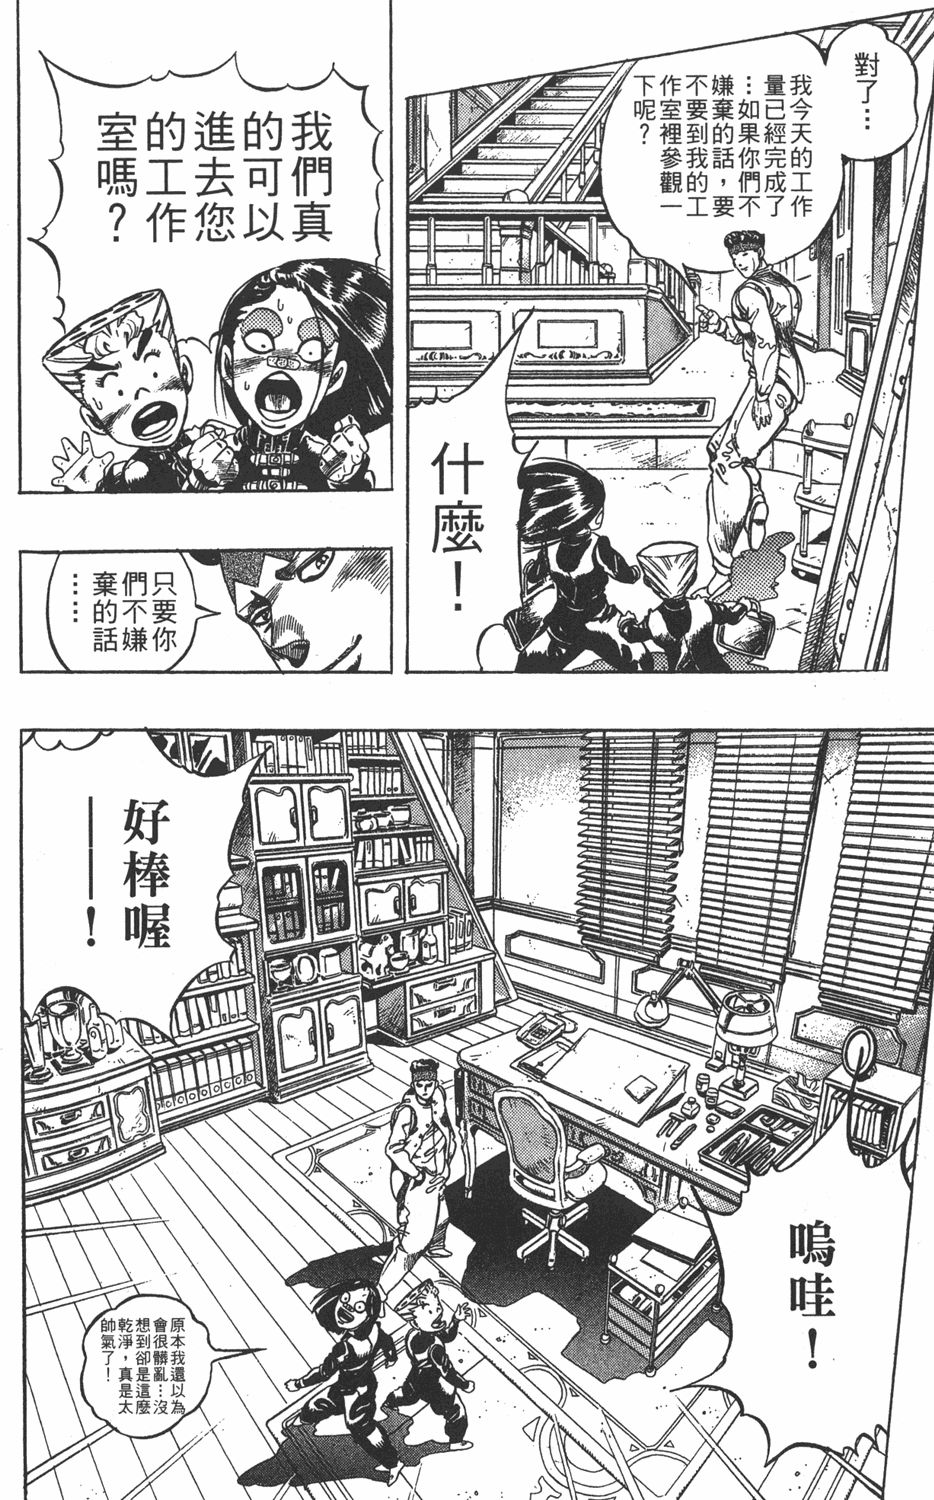 對了…
我今天的工作
量已經完成了
…如果你們不
嫌棄的話，要
不要到我的工
作室裡參觀一
下呢？
什麼！
我們真
的可以
進去您
的工作
室嗎？
只要你
們不嫌
棄的話
……
好棒喔
——！
嗚哇！
原本我還以為
會很髒亂…沒
想到卻是這麼
乾淨，真是太
帥氣了！